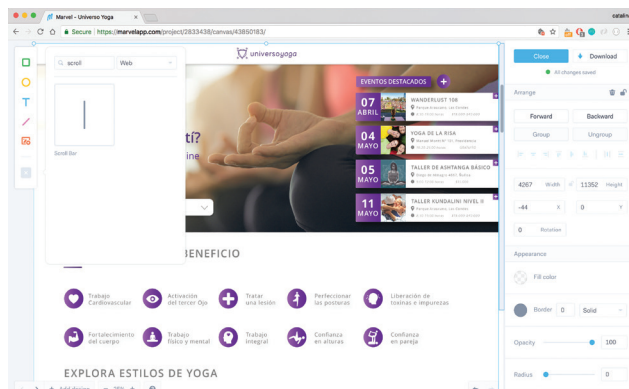 Marvel - Universo Yoga
catalina
Secure
https://marvelapp.com/project/2833438/canvas/43850183/
scroll
Web
Scroll Bar
universoyoga
EVENTOS DESTACADOS
07
ABRIL
WANDERLUST 108
04
MAYO
YOGA DE LA RISA
05
MAYO
TALLER DE ASHTANGA BÁSICO
11
MAYO
TALLER KUNDALINI NIVEL II
tí?
ine
BENEFICIO
Trabajo
Cardiovascular
Activación
del tercer Ojo
Tratar
una lesión
Perfeccionar
las posturas
Liberación de
toxinas e impurezas
Fortalecimiento
del cuerpo
Trabajo
físico y mental
Trabajo
integral
Confianza
en alturas
Confianza
en pareja
EXPLORA ESTILOS DE YOGA
Close
Download
All changes saved
Arrange
Forward
Backward
Group
Ungroup
4267 Width
11352 Height
-44 X
0 Y
0 Rotation
Appearance
Fill color
Border 0 Solid
Opacity 100
Radius 0